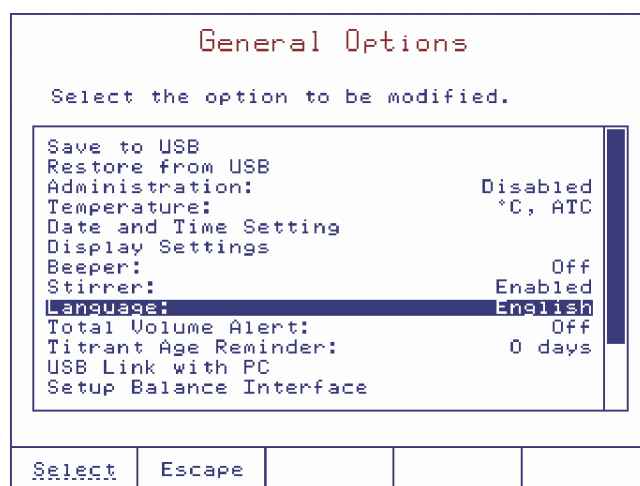 General Options
Select the option to be modified.
Save to USB
Restore from USB
Administration: Disabled
Temperature: °C, ATC
Date and Time Setting
Display Settings
Beeper: Off
Stirrer: Enabled
Language: English
Total Volume Alert: Off
Titrant Age Reminder: 0 days
USB Link with PC
Setup Balance Interface
Select Escape